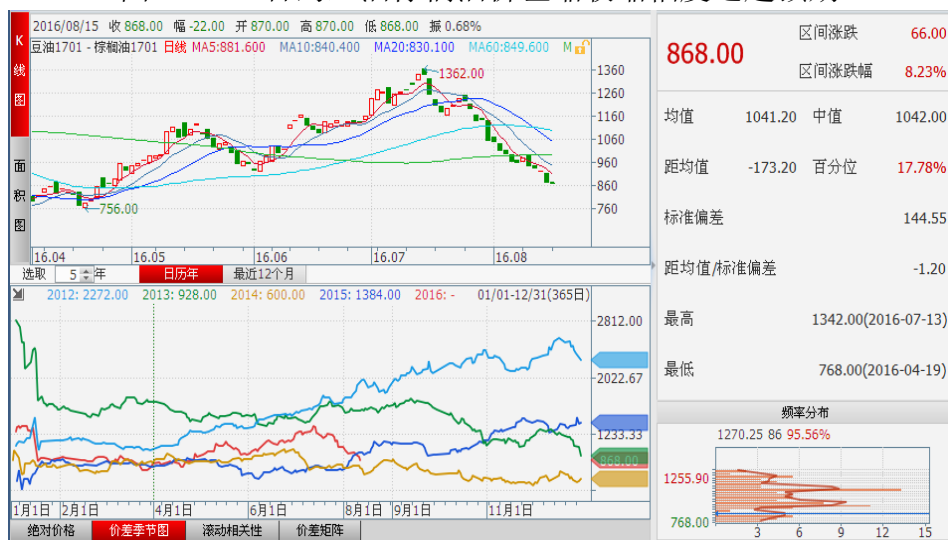 2016/08/15 收 868.00 幅 -22.00 开 870.00 高 870.00 低 868.00 振 0.68%
豆油1701 - 棕榈油1701 日线 MA5:881.600 MA10:840.400 MA20:830.100 MA60:849.600 M
K
线
图
面
积
图
1362.00
756.00
1360
1260
1160
1060
960
860
760
16.04 16.05 16.06 16.07 16.08
选取 5 年 日历年 最近12个月
2012: 2272.00 2013: 928.00 2014: 600.00 2015: 1384.00 2016: - 01/01-12/31(365日)
2812.00
2022.67
1233.33
868.00
1月1日 2月1日 4月1日 6月1日 8月1日 9月1日 11月1日
绝对价格 价差季节图 滚动相关性 价差矩阵
868.00
区间涨跌 66.00
区间涨跌幅 8.23%
均值 1041.20 中值 1042.00
距均值 -173.20 百分位 17.78%
标准偏差 144.55
距均值/标准偏差 -1.20
最高 1342.00(2016-07-13)
最低 768.00(2016-04-19)
频率分布
1270.25 86 95.56%
1255.90
768.00
3 6 9 12 15